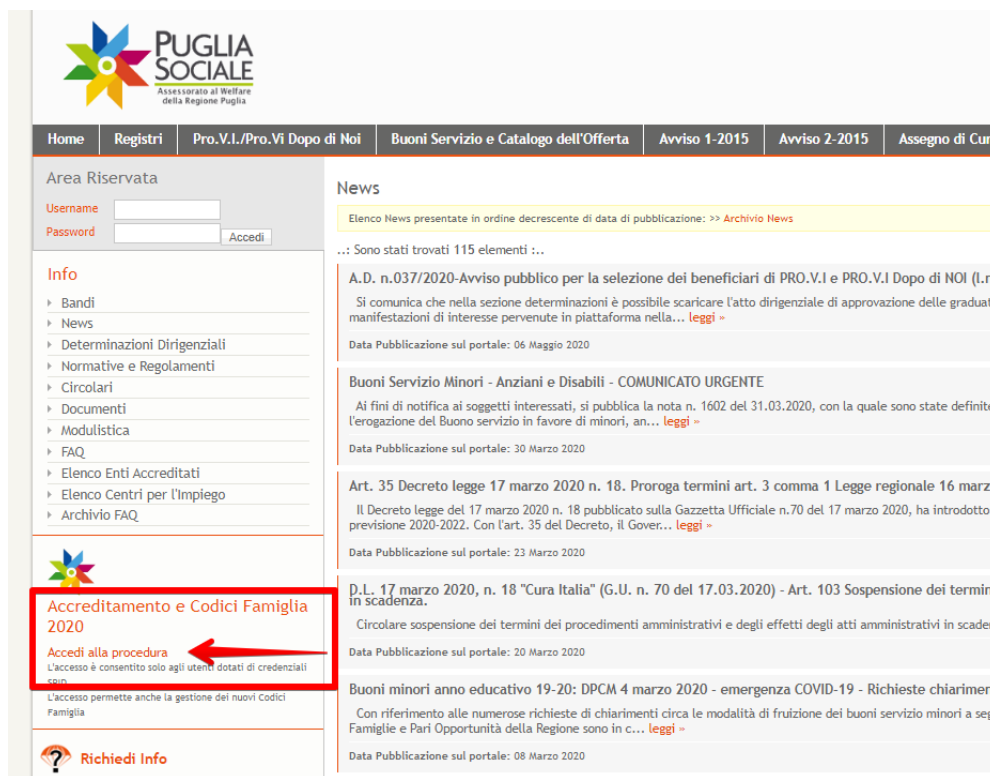 PUGLIA
SOCIALE
Assessorato al Welfare
della Regione Puglia
Home Registri Pro.V.I./Pro.Vi Dopo di Noi Buoni Servizio e Catalogo dell'Offerta Avviso 1-2015 Avviso 2-2015 Assegno di Cur
Area Riservata
Username
Password
Accedi
Info
Bandi
News
Determinazioni Dirigenziali
Normative e Regolamenti
Circolari
Documenti
Modulistica
FAQ
Elenco Enti Accreditati
Elenco Centri per l'Impiego
Archivio FAQ
Accreditamento e Codici Famiglia
2020
Accedi alla procedura
L'accesso è consentito solo agli utenti dotati di credenziali
SPID
L'accesso permette anche la gestione dei nuovi Codici
Famiglia
Richiedi Info
News
Elenco News presentate in ordine decrescente di data di pubblicazione: >> Archivio News
..: Sono stati trovati 115 elementi :..
A.D. n.037/2020-Avviso pubblico per la selezione dei beneficiari di PRO.V.I e PRO.V.I Dopo di NOI (l.r
Si comunica che nella sezione determinazioni è possibile scaricare l'atto dirigenziale di approvazione delle graduat
manifestazioni di interesse pervenute in piattaforma nella... leggi »
Data Pubblicazione sul portale: 06 Maggio 2020
Buoni Servizio Minori - Anziani e Disabili - COMUNICATO URGENTE
Ai fini di notifica ai soggetti interessati, si pubblica la nota n. 1602 del 31.03.2020, con la quale sono state definite
l'erogazione del Buono servizio in favore di minori, an... leggi »
Data Pubblicazione sul portale: 30 Marzo 2020
Art. 35 Decreto legge 17 marzo 2020 n. 18. Proroga termini art. 3 comma 1 Legge regionale 16 marz
Il Decreto legge del 17 marzo 2020 n. 18 pubblicato sulla Gazzetta Ufficiale n.70 del 17 marzo 2020, ha introdotto
previsione 2020-2022. Con l'art. 35 del Decreto, il Gover... leggi »
Data Pubblicazione sul portale: 23 Marzo 2020
D.L. 17 marzo 2020, n. 18 "Cura Italia" (G.U. n. 70 del 17.03.2020) - Art. 103 Sospensione dei termin
in scadenza.
Circolare sospensione dei termini dei procedimenti amministrativi e degli effetti degli atti amministrativi in scade
Data Pubblicazione sul portale: 20 Marzo 2020
Buoni minori anno educativo 19-20: DPCM 4 marzo 2020 - emergenza COVID-19 - Richieste chiarimen
Con riferimento alle numerose richieste di chiarimenti circa le modalità di fruizione dei buoni servizio minori a seg
Famiglie e Pari Opportunità della Regione sono in c... leggi »
Data Pubblicazione sul portale: 08 Marzo 2020